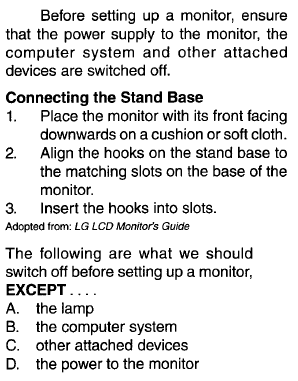 Before setting up a monitor, ensure
that the power supply to the monitor, the
computer system and other attached
devices are switched off.
Connecting the Stand Base
1. Place the monitor with its front facing
downwards on a cushion or soft cloth.
2. Align the hooks on the stand base to
the matching slots on the base of the
monitor.
3. Insert the hooks into slots.
Adopted from: LG LCD Monitor's Guide
The following are what we should
switch off before setting up a monitor,
EXCEPT . . . .
A. the lamp
B. the computer system
C. other attached devices
D. the power to the monitor